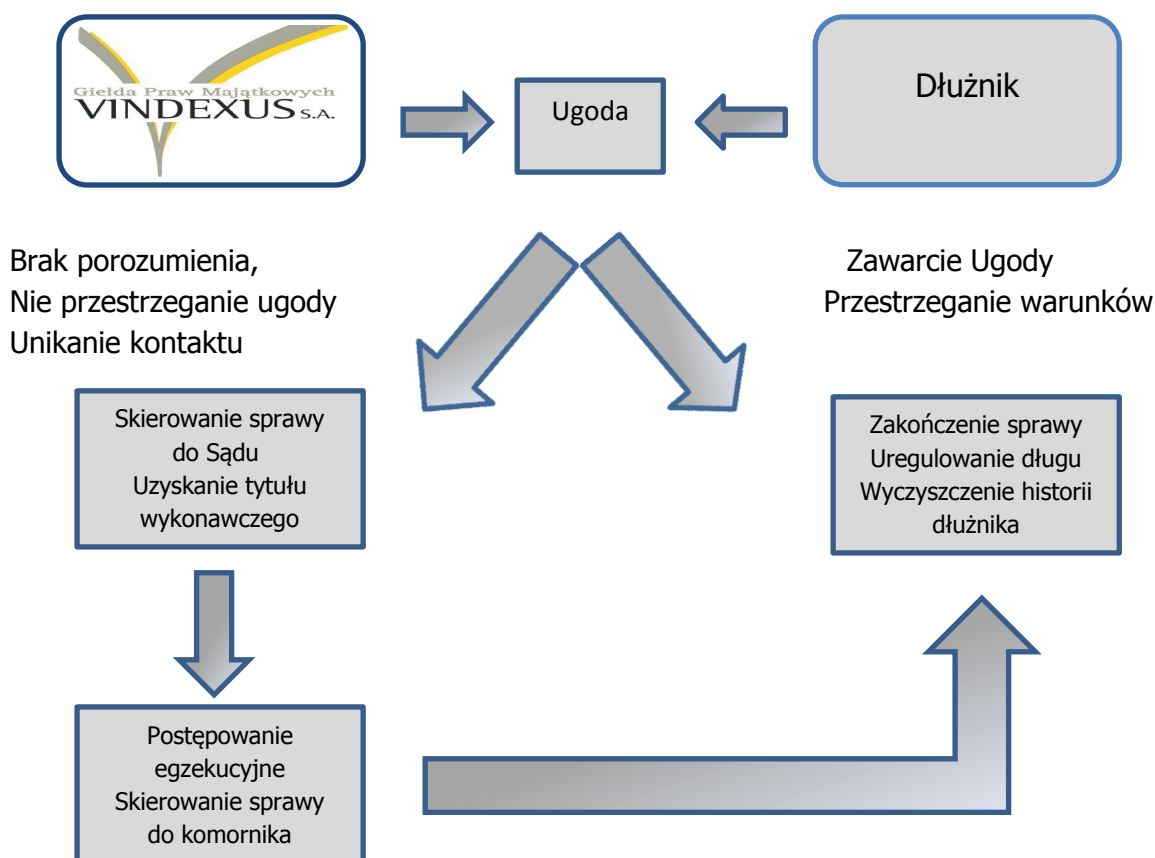 Giełda Praw Majątkowych
VINDEXUS S.A.
Ugoda
Dłużnik
Brak porozumienia,
Nie przestrzeganie ugody
Unikanie kontaktu
Zawarcie Ugody
Przestrzeganie warunków
Skierowanie sprawy
do Sądu
Uzyskanie tytułu
wykonawczego
Zakończenie sprawy
Uregulowanie długu
Wyczyszczenie historii
dłużnika
Postępowanie
egzekucyjne
Skierowanie sprawy
do komornika